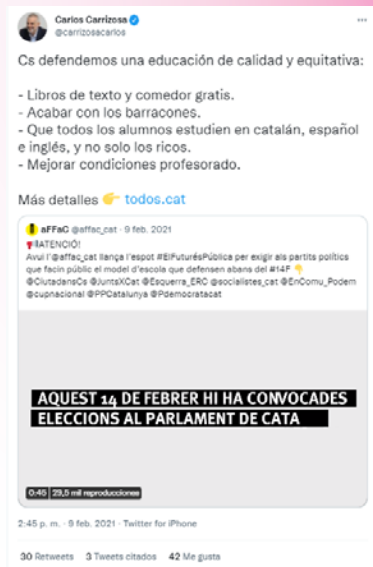 Carlos Carrizosa
@carrizosacarlos
Cs defendemos una educación de calidad y equitativa:
- Libros de texto y comedor gratis.
- Acabar con los barracones.
- Que todos los alumnos estudien en catalán, español
e inglés, y no solo los ricos.
- Mejorar condiciones profesorado.
Más detalles 👉 todos.cat
aFFaC @affac_cat · 9 feb. 2021
ATENCIÓ!
Avui l'@affac_cat llança l'espot #ElFuturésPública per exigir als partits polítics
que facin públic el model d'escola que defensen abans del #14F 👇
@CiutadansCs @JuntsXCat @Esquerra_ERC @socialistes_cat @EnComu_Podem
@cupnacional @PPCatalunya @Pdemocratacat
AQUEST 14 DE FEBRER HI HA CONVOCADES
ELECCIONS AL PARLAMENT DE CATA
0:45 29,5 mil reproducciones
2:45 p. m. · 9 feb. 2021 · Twitter for iPhone
30 Retweets 3 Tweets citados 42 Me gusta